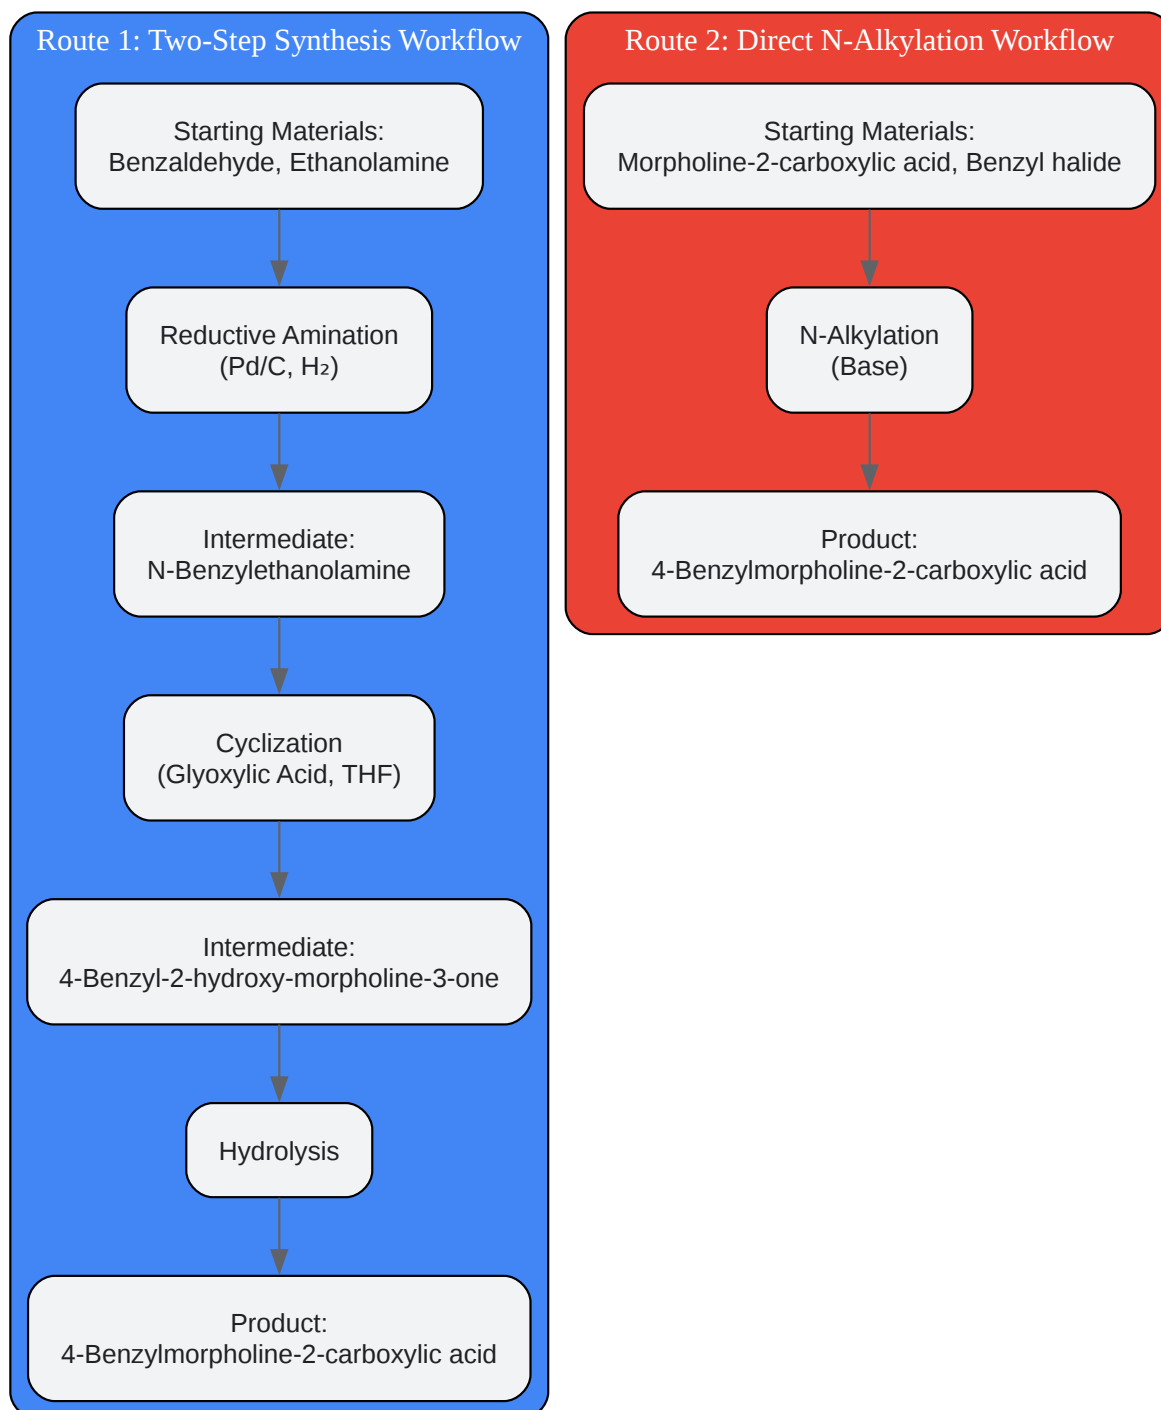 Route 1: Two-Step Synthesis Workflow
Starting Materials:
Benzaldehyde, Ethanolamine
Reductive Amination
(Pd/C, H₂)
Intermediate:
N-Benzylethanolamine
Cyclization
(Glyoxylic Acid, THF)
Intermediate:
4-Benzyl-2-hydroxy-morpholine-3-one
Hydrolysis
Product:
4-Benzylmorpholine-2-carboxylic acid
Route 2: Direct N-Alkylation Workflow
Starting Materials:
Morpholine-2-carboxylic acid, Benzyl halide
N-Alkylation
(Base)
Product:
4-Benzylmorpholine-2-carboxylic acid